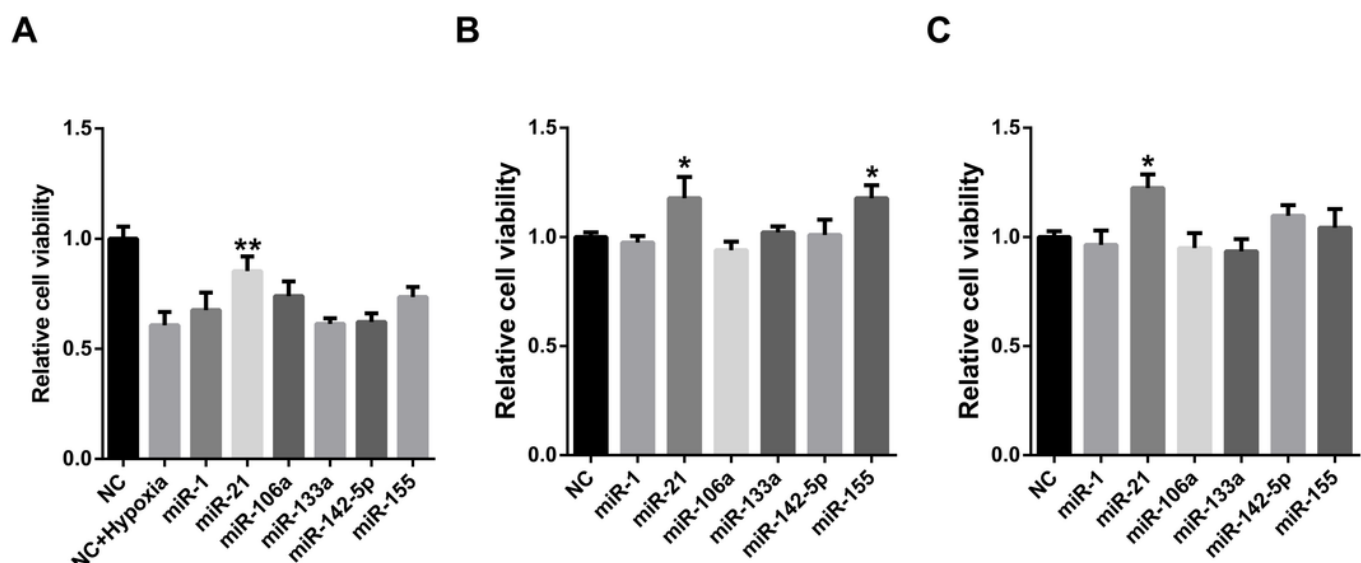 A
Relative cell viability
1.5
1.0
0.5
0.0
**
NC
NC+Hypoxia
miR-1
miR-21
miR-106a
miR-133a
miR-142-5p
miR-155
B
Relative cell viability
1.5
1.0
0.5
0.0
*
*
NC
miR-1
miR-21
miR-106a
miR-133a
miR-142-5p
miR-155
C
Relative cell viability
1.5
1.0
0.5
0.0
*
NC
miR-1
miR-21
miR-106a
miR-133a
miR-142-5p
miR-155